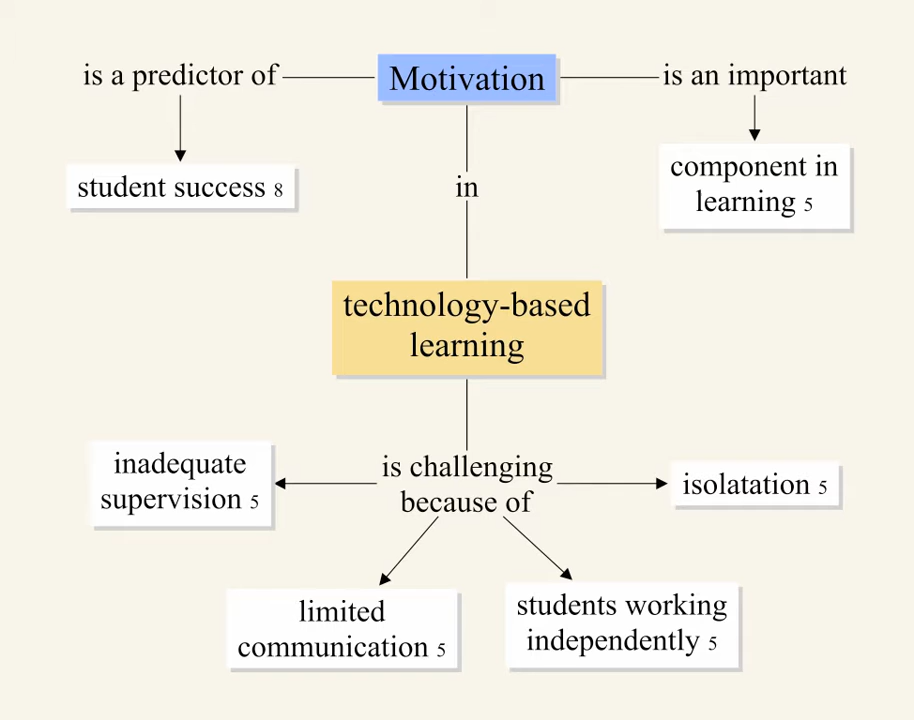 is a predictor of
Motivation
is an important
student success 8
in
component in
learning 5
technology-based
learning
inadequate
supervision 5
is challenging
because of
isolatation 5
limited
communication 5
students working
independently 5